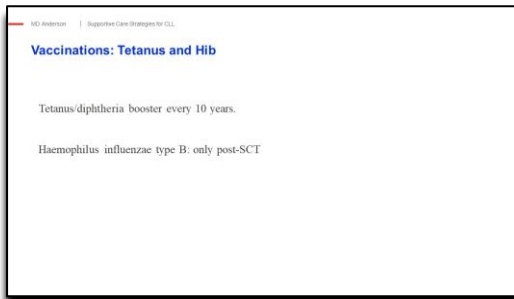 MD Anderson | Supportive Care Strategies for CLL
Vaccinations: Tetanus and Hib
Tetanus/diphtheria booster every 10 years.
Haemophilus influenzae type B: only post-SCT